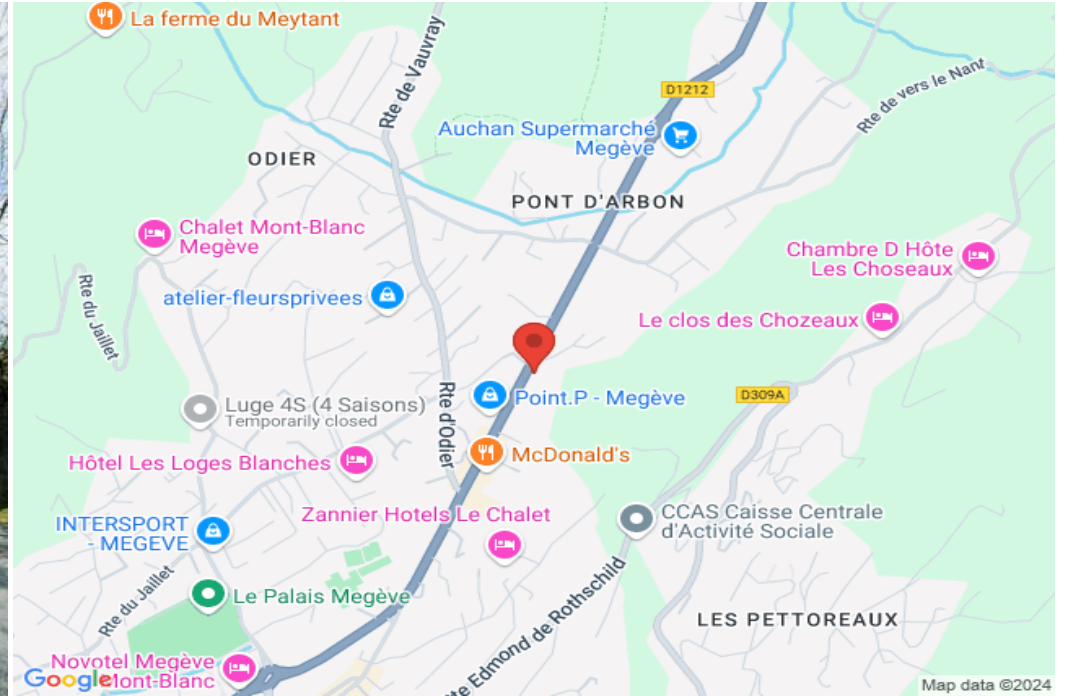 La ferme du Meytant
Rte de Vauvray
D1212
Rte de vers le Nant
Auchan Supermarché
Megève
ODIER
PONT D'ARBON
Chalet Mont-Blanc
Megève
Chambre D Hôte
Les Choseaux
Rte du Jaillet
atelier-fleursprivees
Le clos des Chozeaux
Rte d'Odier
Point.P - Megève
D309A
Luge 4S (4 Saisons)
Temporarily closed
McDonald's
Hôtel Les Loges Blanches
Zannier Hotels Le Chalet
CCAS Caisse Centrale
d'Activité Sociale
INTERSPORT
- MEGEVE
Rte du Jaillet
Le Palais Megève
Rte Edmond de Rothschild
LES PETTOREAUX
Novotel Megève
Mont-Blanc
Google
Map data ©2024